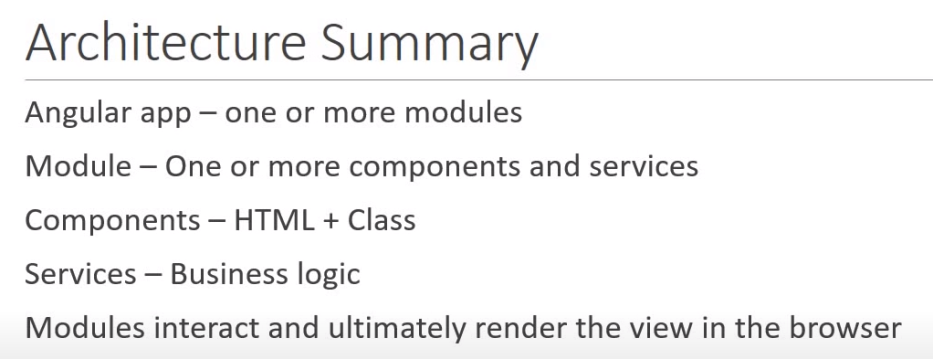 Architecture Summary
Angular app – one or more modules
Module – One or more components and services
Components – HTML + Class
Services – Business logic
Modules interact and ultimately render the view in the browser